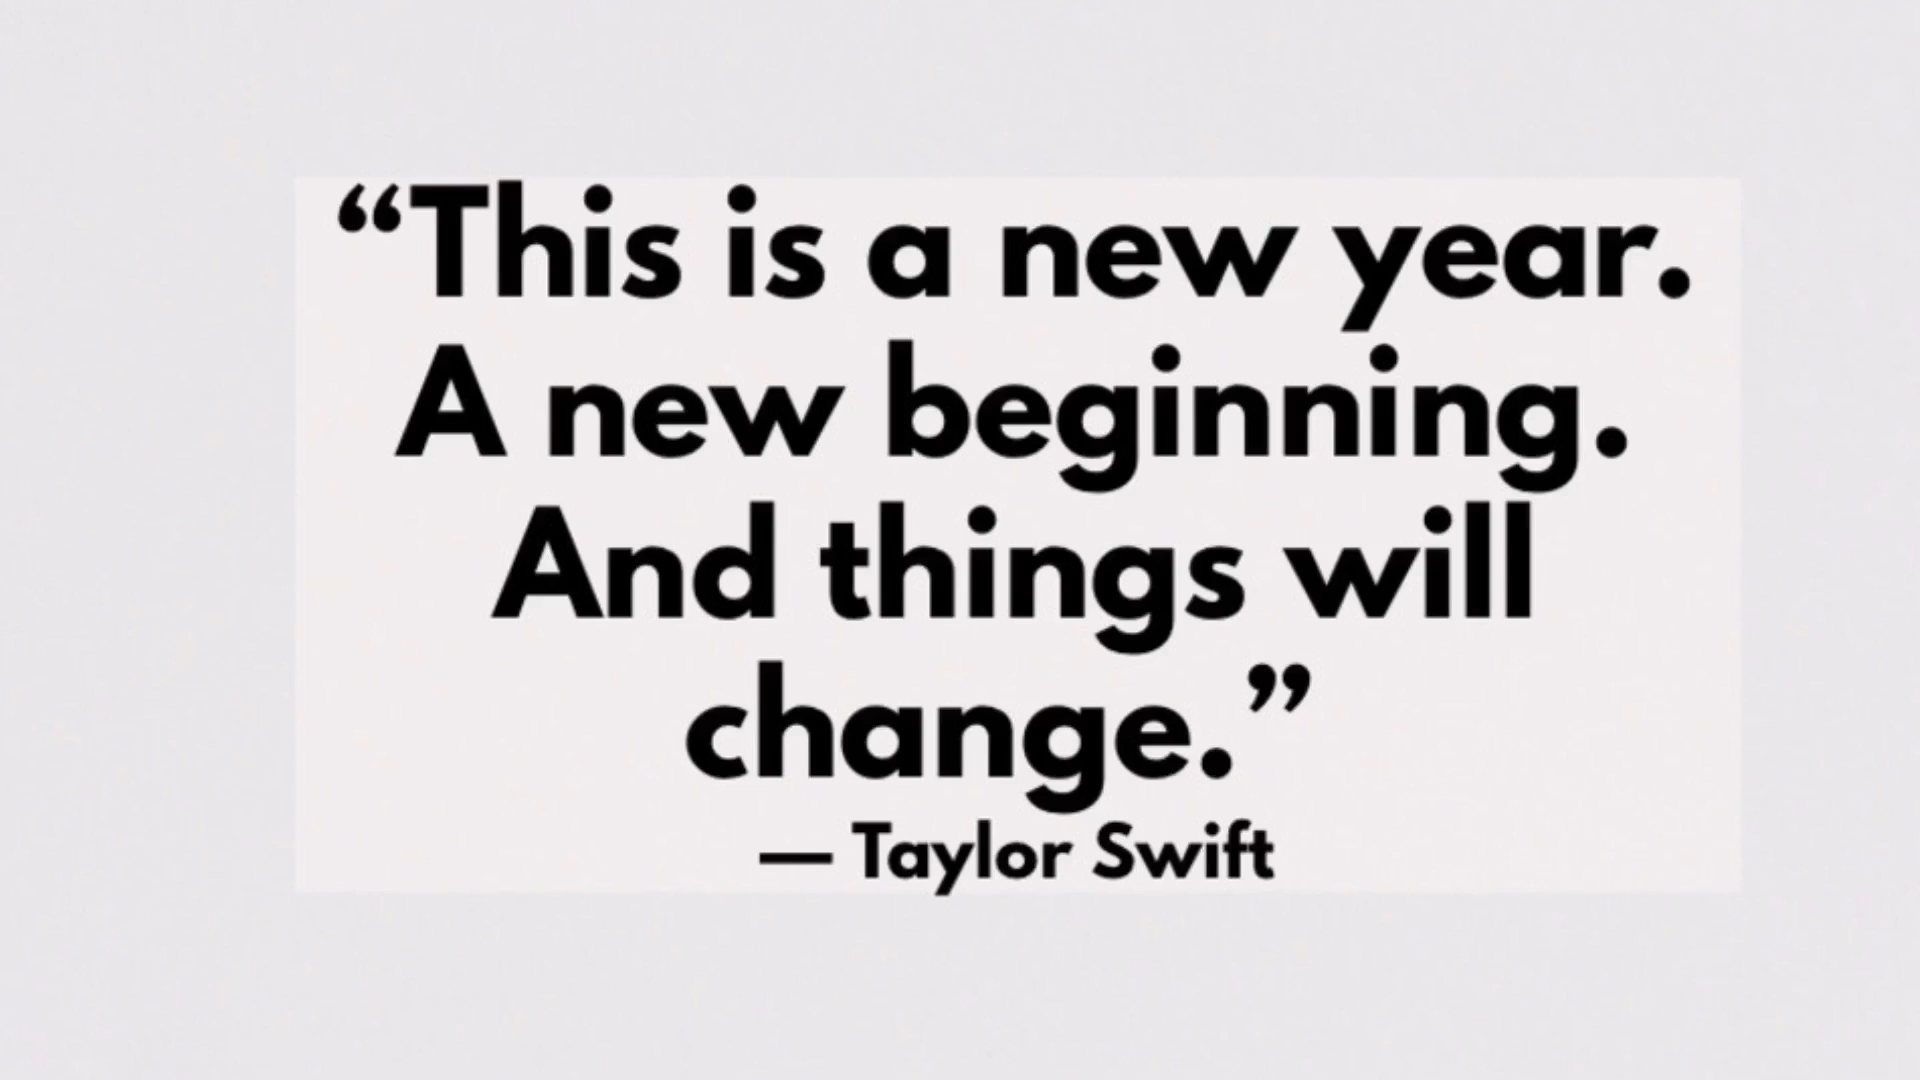 “This is a new year.
A new beginning.
And things will
change.”
— Taylor Swift